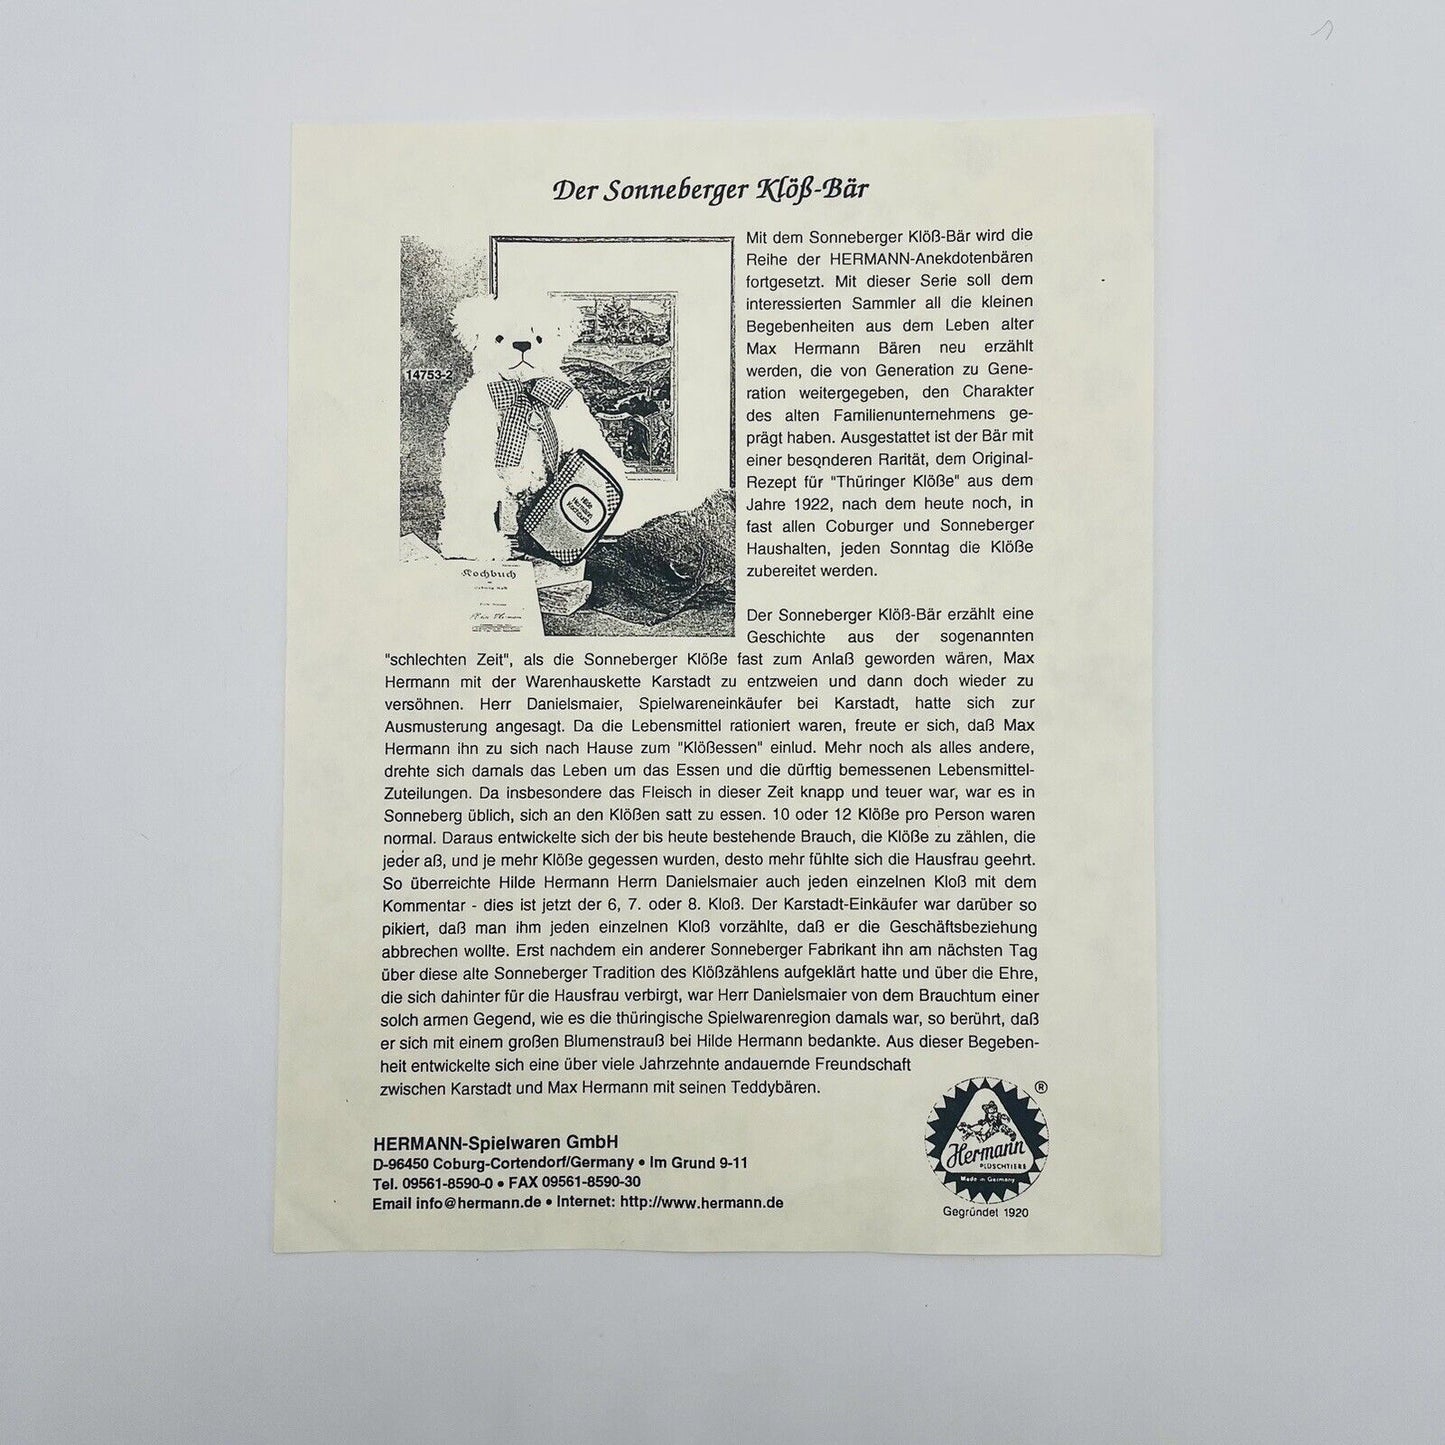 Der Sonneberger Klöß-Bär
Mit dem Sonneberger Klöß-Bär wird die
Reihe der HERMANN-Anekdotenbären
fortgesetzt. Mit dieser Serie soll dem
interessierten Sammler all die kleinen
Begebenheiten aus dem Leben alter
Max Hermann Bären neu erzählt
werden, die von Generation zu Gene-
ration weitergegeben, den Charakter
des alten Familienunternehmens ge-
prägt haben. Ausgestattet ist der Bär mit
einer besonderen Rarität, dem Original-
Rezept für "Thüringer Klöße" aus dem
Jahre 1922, nach dem heute noch, in
fast allen Coburger und Sonneberger
Haushalten, jeden Sonntag die Klöße
zubereitet werden.
14753-2
Hilde
Hermann
Kochbuch
Kochbuch
Der Sonneberger Klöß-Bär erzählt eine
Geschichte aus der sogenannten
"schlechten Zeit", als die Sonneberger Klöße fast zum Anlaß geworden wären, Max
Hermann mit der Warenhauskette Karstadt zu entzweien und dann doch wieder zu
versöhnen. Herr Danielsmaier, Spielwareneinkäufer bei Karstadt, hatte sich zur
Ausmusterung angesagt. Da die Lebensmittel rationiert waren, freute er sich, daß Max
Hermann ihn zu sich nach Hause zum "Klößessen" einlud. Mehr noch als alles andere,
drehte sich damals das Leben um das Essen und die dürftig bemessenen Lebensmittel-
Zuteilungen. Da insbesondere das Fleisch in dieser Zeit knapp und teuer war, war es in
Sonneberg üblich, sich an den Klößen satt zu essen. 10 oder 12 Klöße pro Person waren
normal. Daraus entwickelte sich der bis heute bestehende Brauch, die Klöße zu zählen, die
jeder aß, und je mehr Klöße gegessen wurden, desto mehr fühlte sich die Hausfrau geehrt.
So überreichte Hilde Hermann Herrn Danielsmaier auch jeden einzelnen Kloß mit dem
Kommentar - dies ist jetzt der 6, 7. oder 8. Kloß. Der Karstadt-Einkäufer war darüber so
pikiert, daß man ihm jeden einzelnen Kloß vorzählte, daß er die Geschäftsbeziehung
abbrechen wollte. Erst nachdem ein anderer Sonneberger Fabrikant ihn am nächsten Tag
über diese alte Sonneberger Tradition des Klößzählens aufgeklärt hatte und über die Ehre,
die sich dahinter für die Hausfrau verbirgt, war Herr Danielsmaier von dem Brauchtum einer
solch armen Gegend, wie es die thüringische Spielwarenregion damals war, so berührt, daß
er sich mit einem großen Blumenstrauß bei Hilde Hermann bedankte. Aus dieser Begeben-
heit entwickelte sich eine über viele Jahrzehnte andauernde Freundschaft
zwischen Karstadt und Max Hermann mit seinen Teddybären.
HERMANN-Spielwaren GmbH
D-96450 Coburg-Cortendorf/Germany • Im Grund 9-11
Tel. 09561-8590-0 • FAX 09561-8590-30
Email info@hermann.de • Internet: http://www.hermann.de
®
Hermann
PLÜSCHTIERE
Made in Germany
Gegründet 1920